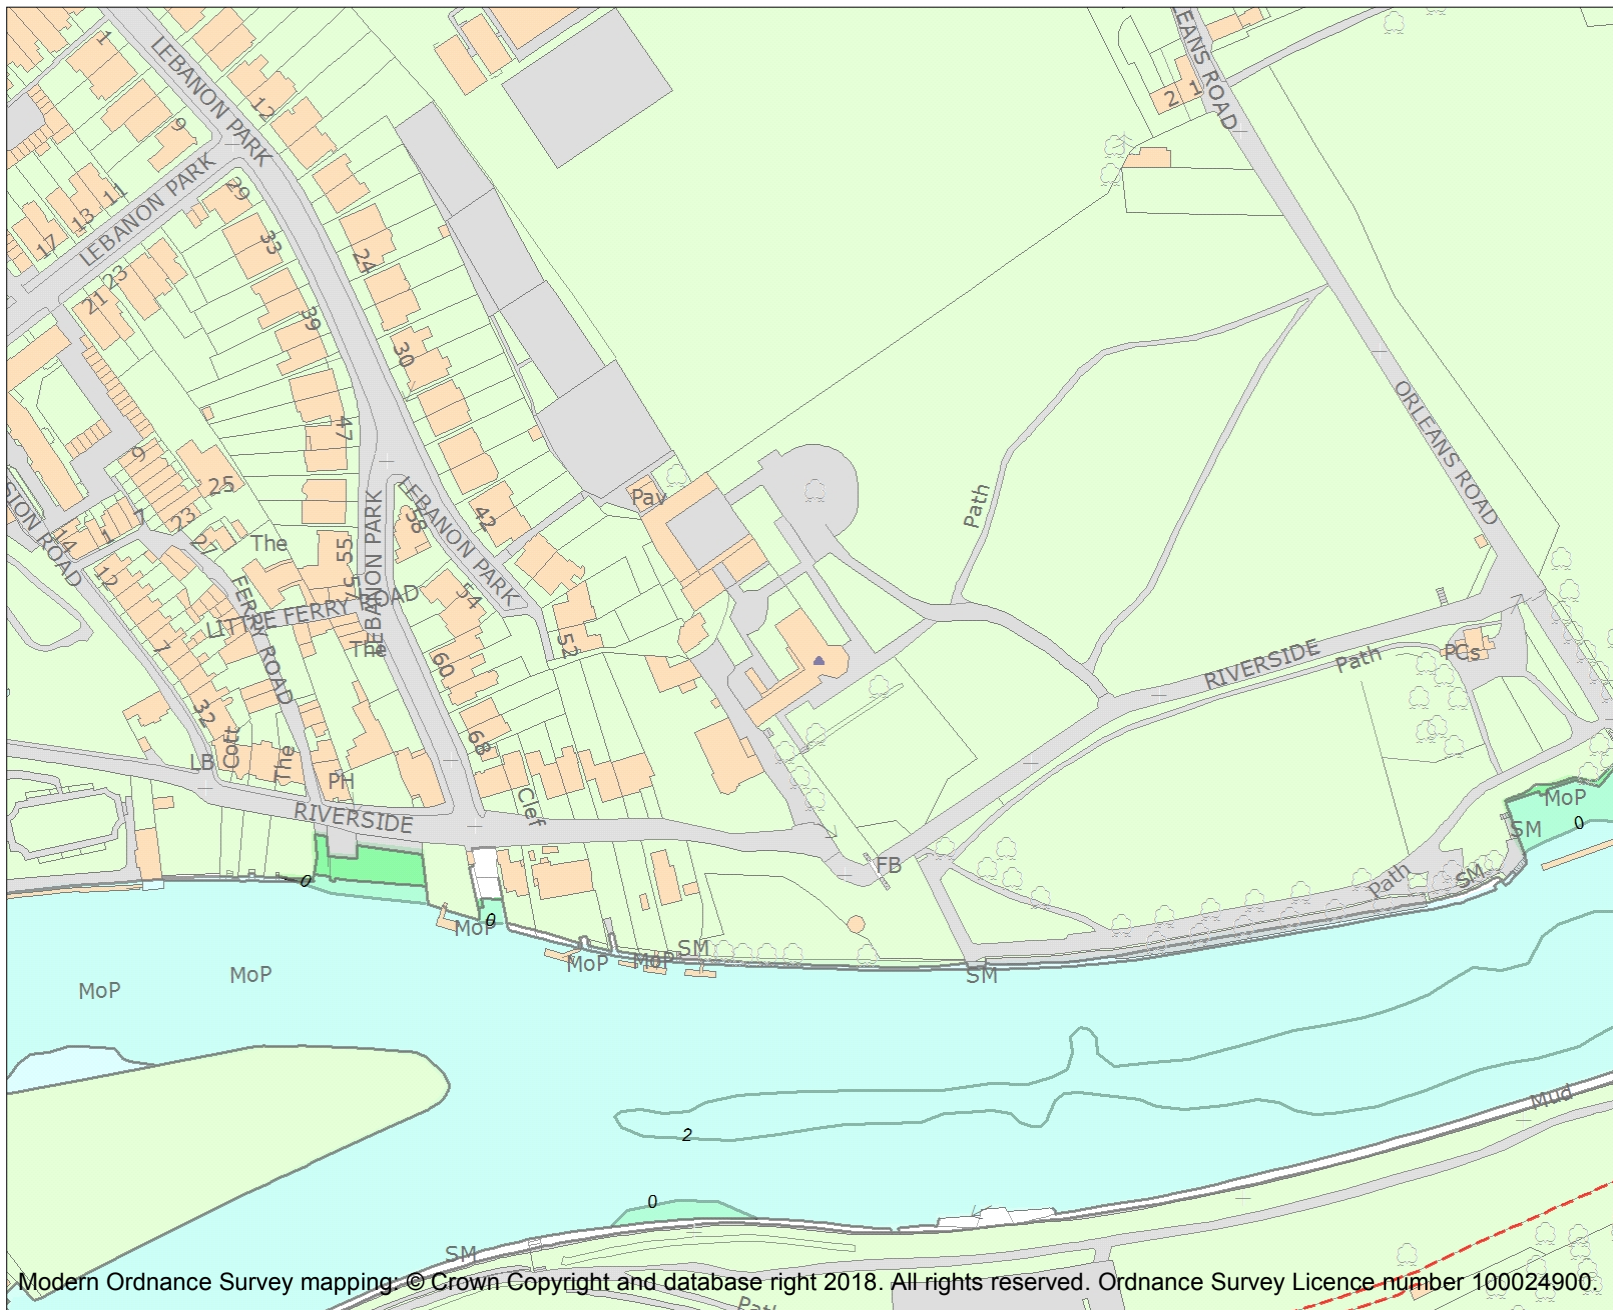 1
LEBANON PARK
12
9
LEBANON PARK
11
13
17
29
33
24
23
21
39
30
47
9
25
7
23
1
14
SION ROAD
27
The
12
55
57
LEBANON PARK
58
LEBANON PARK
42
54
52
Pav
LITTLE FERRY ROAD
FERRY ROAD
The
7
60
32
68
LB
Cott
The
PH
RIVERSIDE
Clef
EANS ROAD
2 1
ORLEANS ROAD
Path
RIVERSIDE
Path
PCs
FB
MoP
0
SM
SM
Path
0
0
MoP
MoP
MoP
SM
SM
MoP
MoP
2
0
Mud
SM
Path
Modern Ordnance Survey mapping: © Crown Copyright and database right 2018. All rights reserved. Ordnance Survey Licence number 100024900.